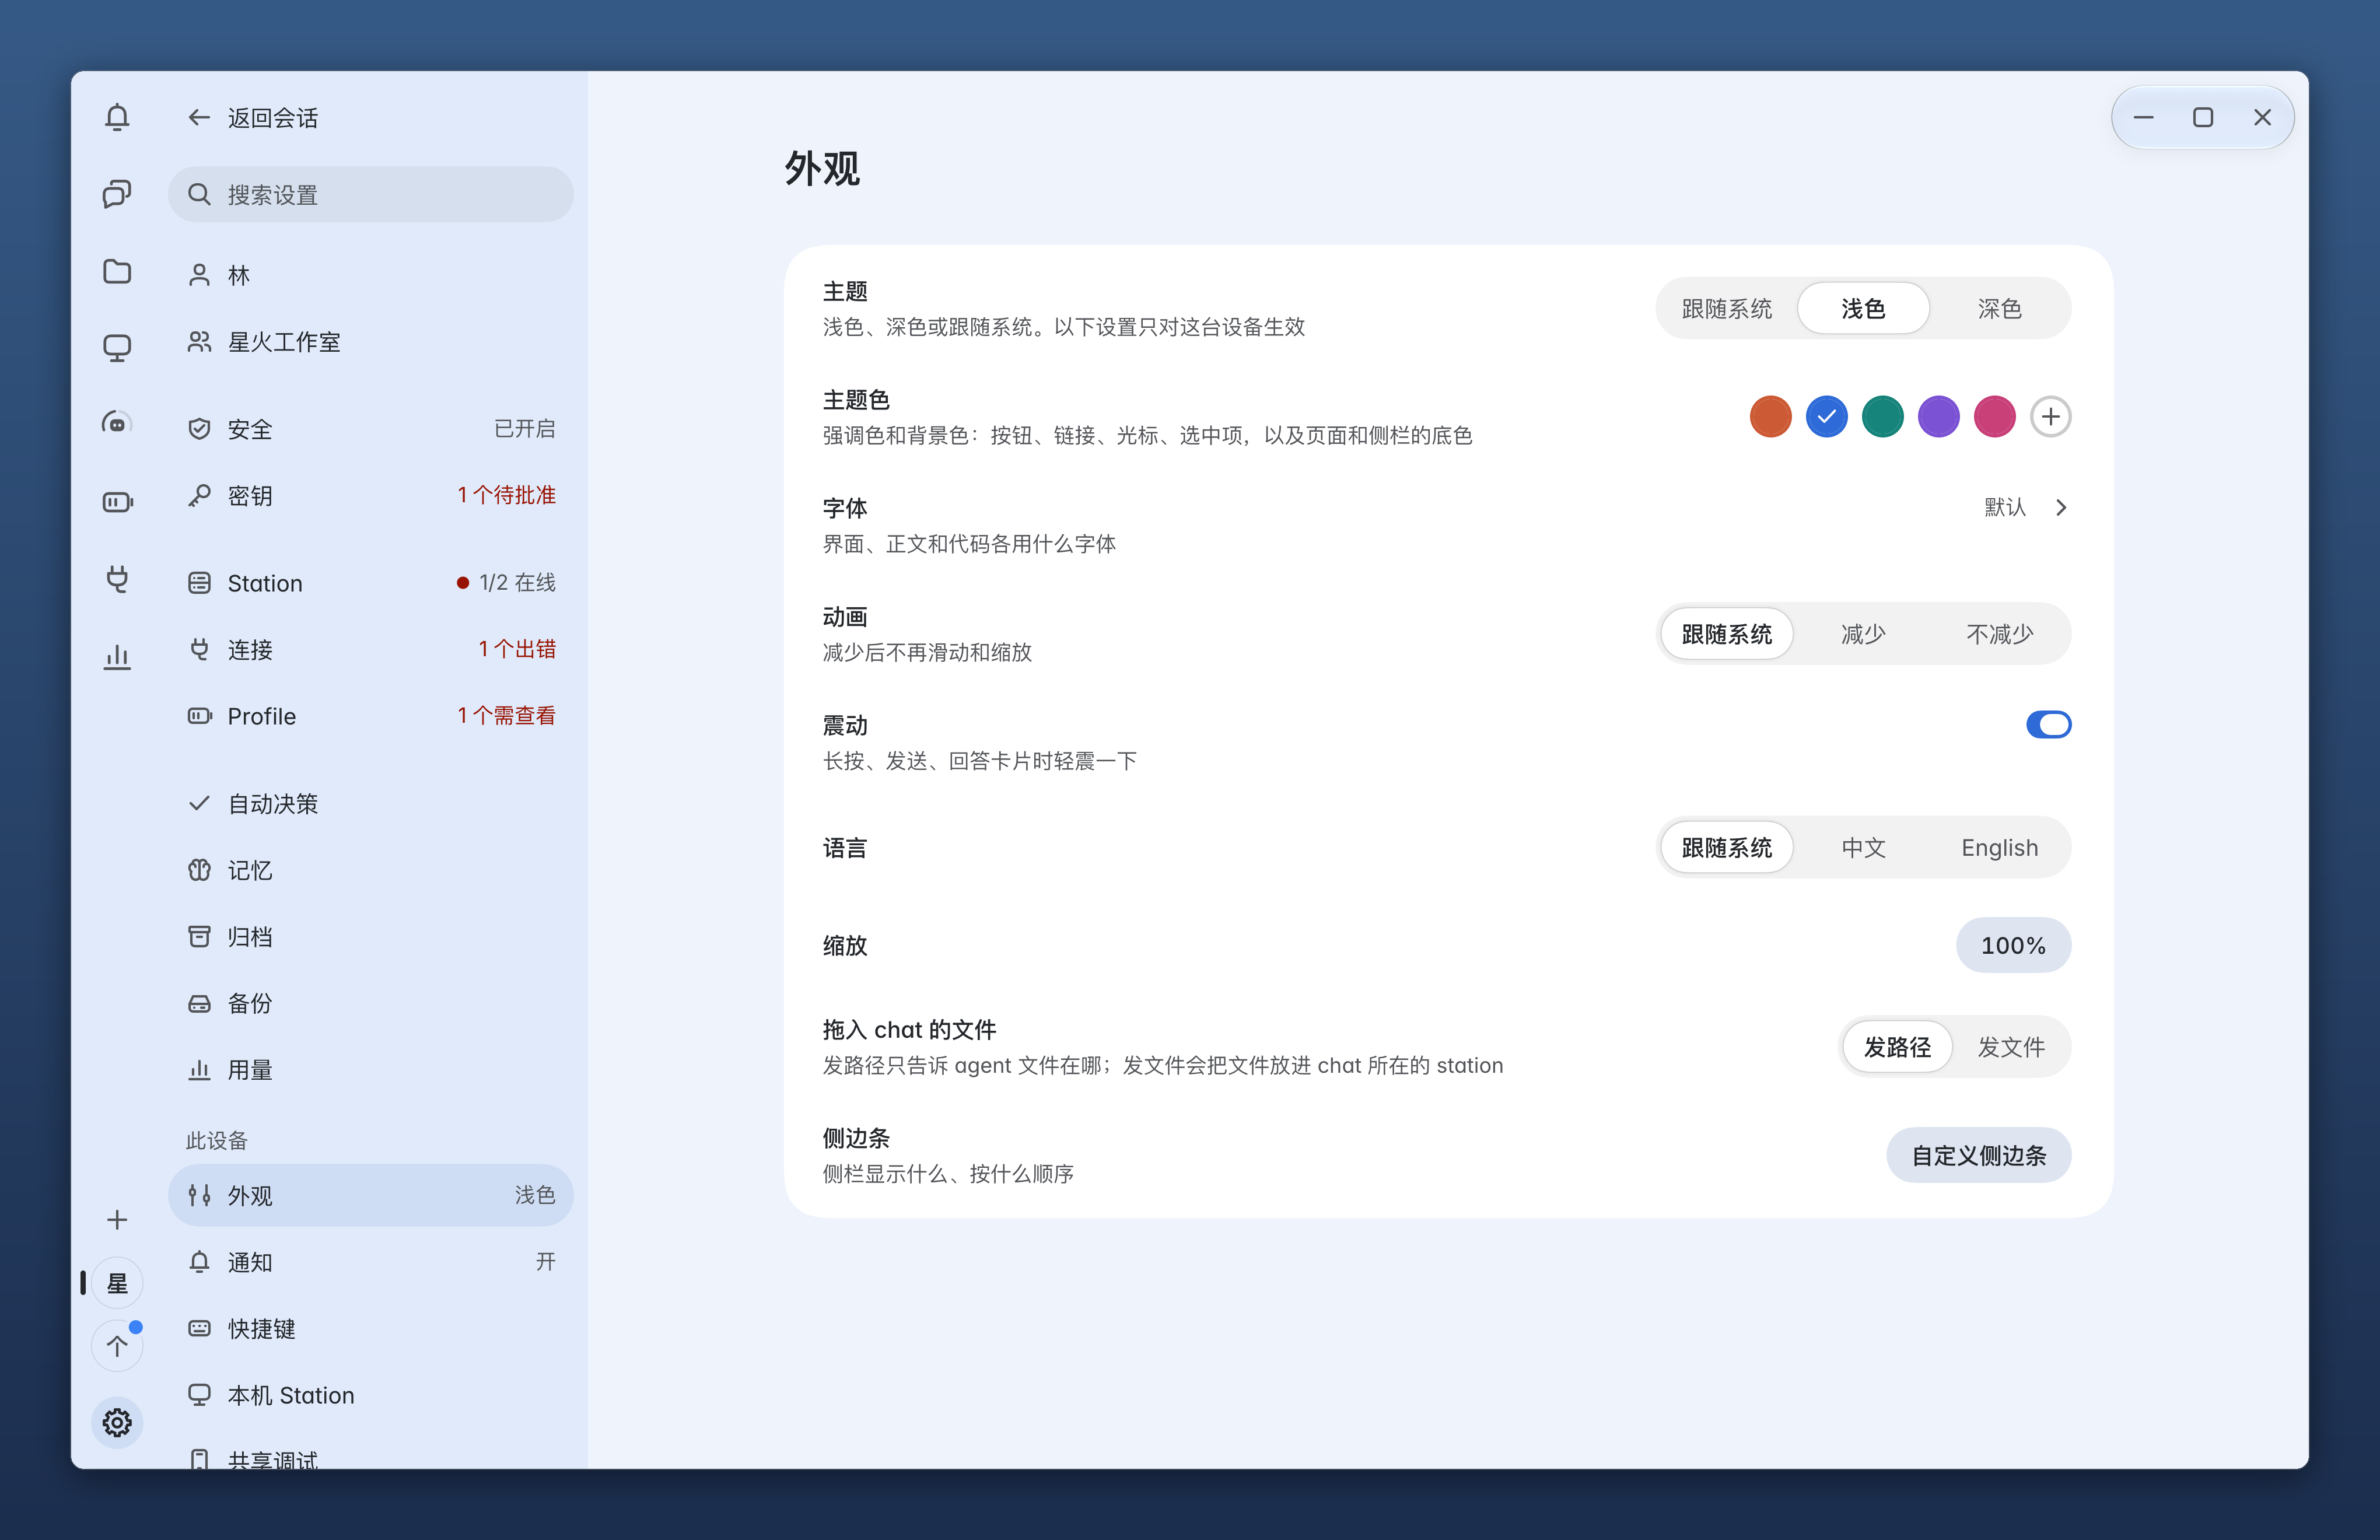 返回会话
搜索设置
林
星火工作室
安全 已开启
密钥 1 个待批准
Station 1/2 在线
连接 1 个出错
Profile 1 个需查看
自动决策
记忆
归档
备份
用量
此设备
外观 浅色
通知 开
快捷键
本机 Station
共享调试
星
个
外观
主题
浅色、深色或跟随系统。以下设置只对这台设备生效
跟随系统 浅色 深色
主题色
强调色和背景色：按钮、链接、光标、选中项，以及页面和侧栏的底色
字体
界面、正文和代码各用什么字体
默认
动画
减少后不再滑动和缩放
跟随系统 减少 不减少
震动
长按、发送、回答卡片时轻震一下
语言
跟随系统 中文 English
缩放
100%
拖入 chat 的文件
发路径只告诉 agent 文件在哪；发文件会把文件放进 chat 所在的 station
发路径 发文件
侧边条
侧栏显示什么、按什么顺序
自定义侧边条